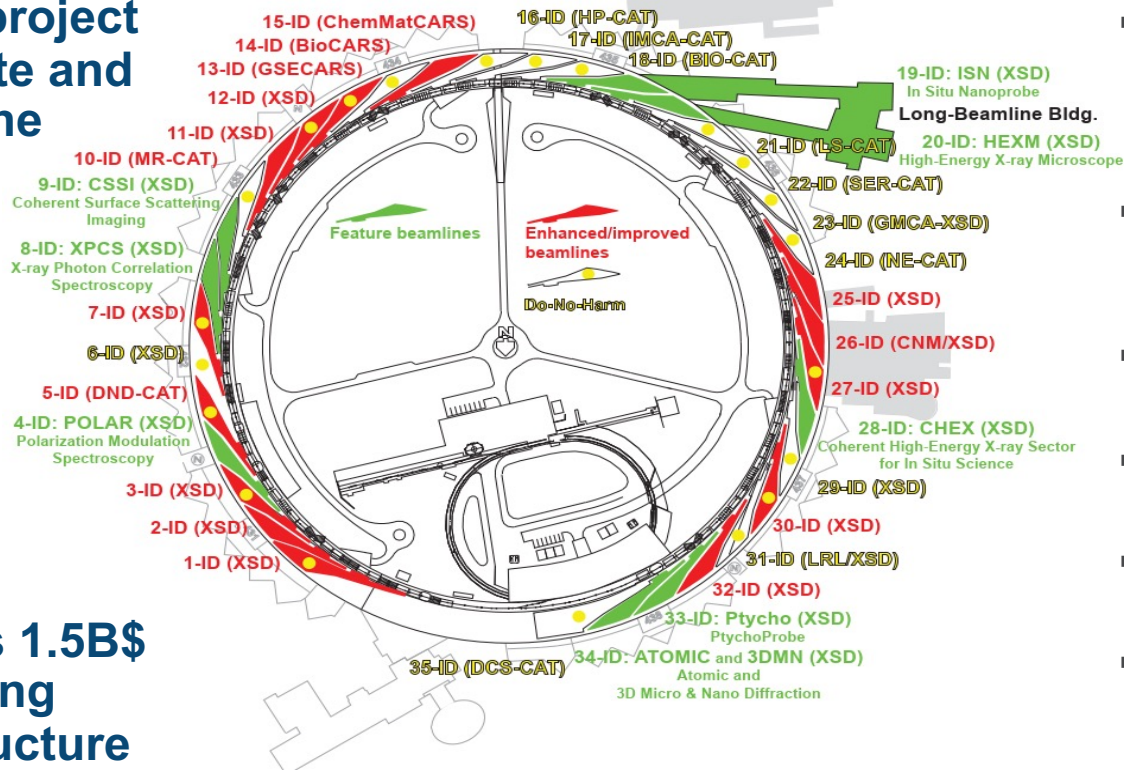 project
te and
ne
s 1.5B$
ng
ucture
15-ID (ChemMatCARS)
14-ID (BioCARS)
13-ID (GSECARS)
12-ID (XSD)
11-ID (XSD)
10-ID (MR-CAT)
9-ID: CSSI (XSD)
Coherent Surface Scattering
Imaging
8-ID: XPCS (XSD)
X-ray Photon Correlation
Spectroscopy
7-ID (XSD)
6-ID (XSD)
5-ID (DND-CAT)
4-ID: POLAR (XSD)
Polarization Modulation
Spectroscopy
3-ID (XSD)
2-ID (XSD)
1-ID (XSD)
35-ID (DCS-CAT)
16-ID (HP-CAT)
17-ID (IMCA-CAT)
18-ID (BIO-CAT)
19-ID: ISN (XSD)
In Situ Nanoprobe
Long-Beamline Bldg.
20-ID: HEXM (XSD)
High-Energy X-ray Microscope
21-ID (LS-CAT)
22-ID (SER-CAT)
23-ID (GMCA-XSD)
24-ID (NE-CAT)
25-ID (XSD)
26-ID (CNM/XSD)
27-ID (XSD)
28-ID: CHEX (XSD)
Coherent High-Energy X-ray Sector
for In Situ Science
29-ID (XSD)
30-ID (XSD)
31-ID (LRL/XSD)
32-ID (XSD)
33-ID: Ptycho (XSD)
PtychoProbe
34-ID: ATOMIC and 3DMN (XSD)
Atomic and
3D Micro & Nano Diffraction
Feature beamlines
Enhanced/improved
beamlines
Do-No-Harm
N
434
435
433
431
437
438